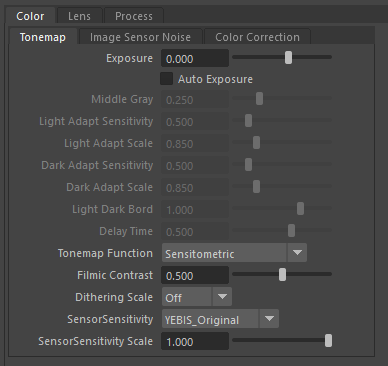 Color Lens Process
Tonemap Image Sensor Noise Color Correction
Exposure 0.000
Auto Exposure
Middle Gray 0.250
Light Adapt Sensitivity 0.500
Light Adapt Scale 0.850
Dark Adapt Sensitivity 0.500
Dark Adapt Scale 0.850
Light Dark Bord 1.000
Delay Time 0.500
Tonemap Function Sensitometric
Filmic Contrast 0.500
Dithering Scale Off
SensorSensitivity YEBIS_Original
SensorSensitivity Scale 1.000